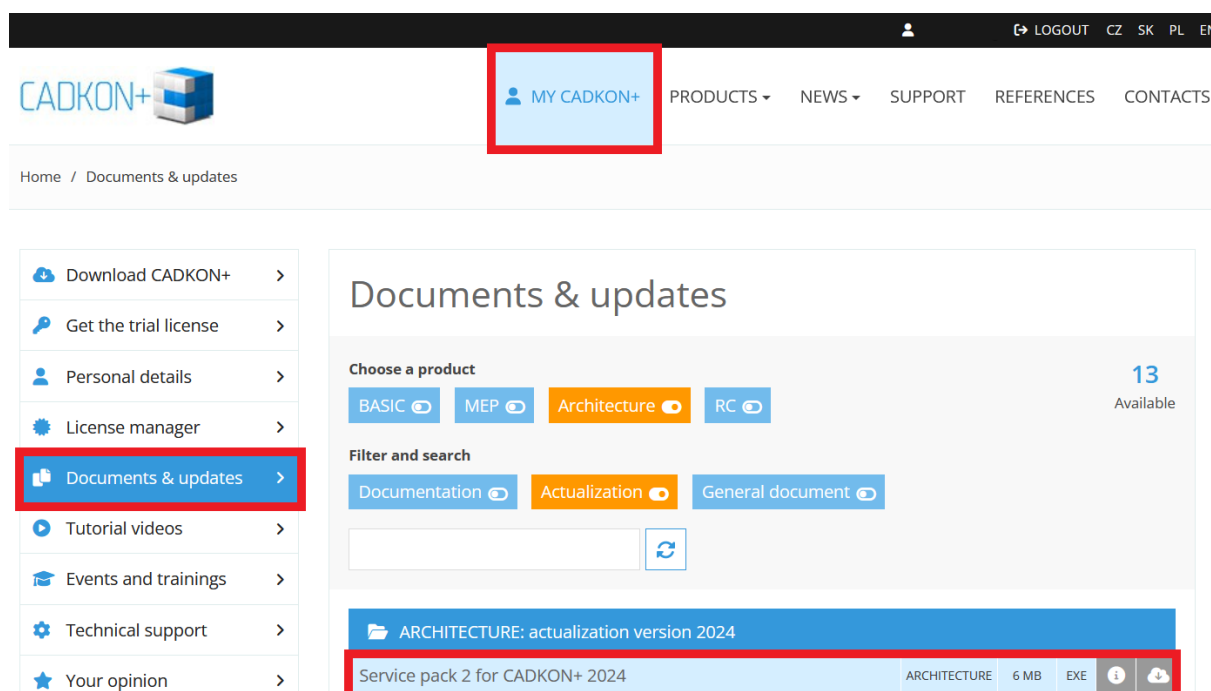 LOGOUT CZ SK PL EN
CADKON+
MY CADKON+ PRODUCTS NEWS SUPPORT REFERENCES CONTACTS
Home / Documents & updates
Download CADKON+
Get the trial license
Personal details
License manager
Documents & updates
Tutorial videos
Events and trainings
Technical support
Your opinion
Documents & updates
Choose a product
BASIC MEP Architecture RC
13
Available
Filter and search
Documentation Actualization General document
ARCHITECTURE: actualization version 2024
Service pack 2 for CADKON+ 2024 ARCHITECTURE 6 MB EXE